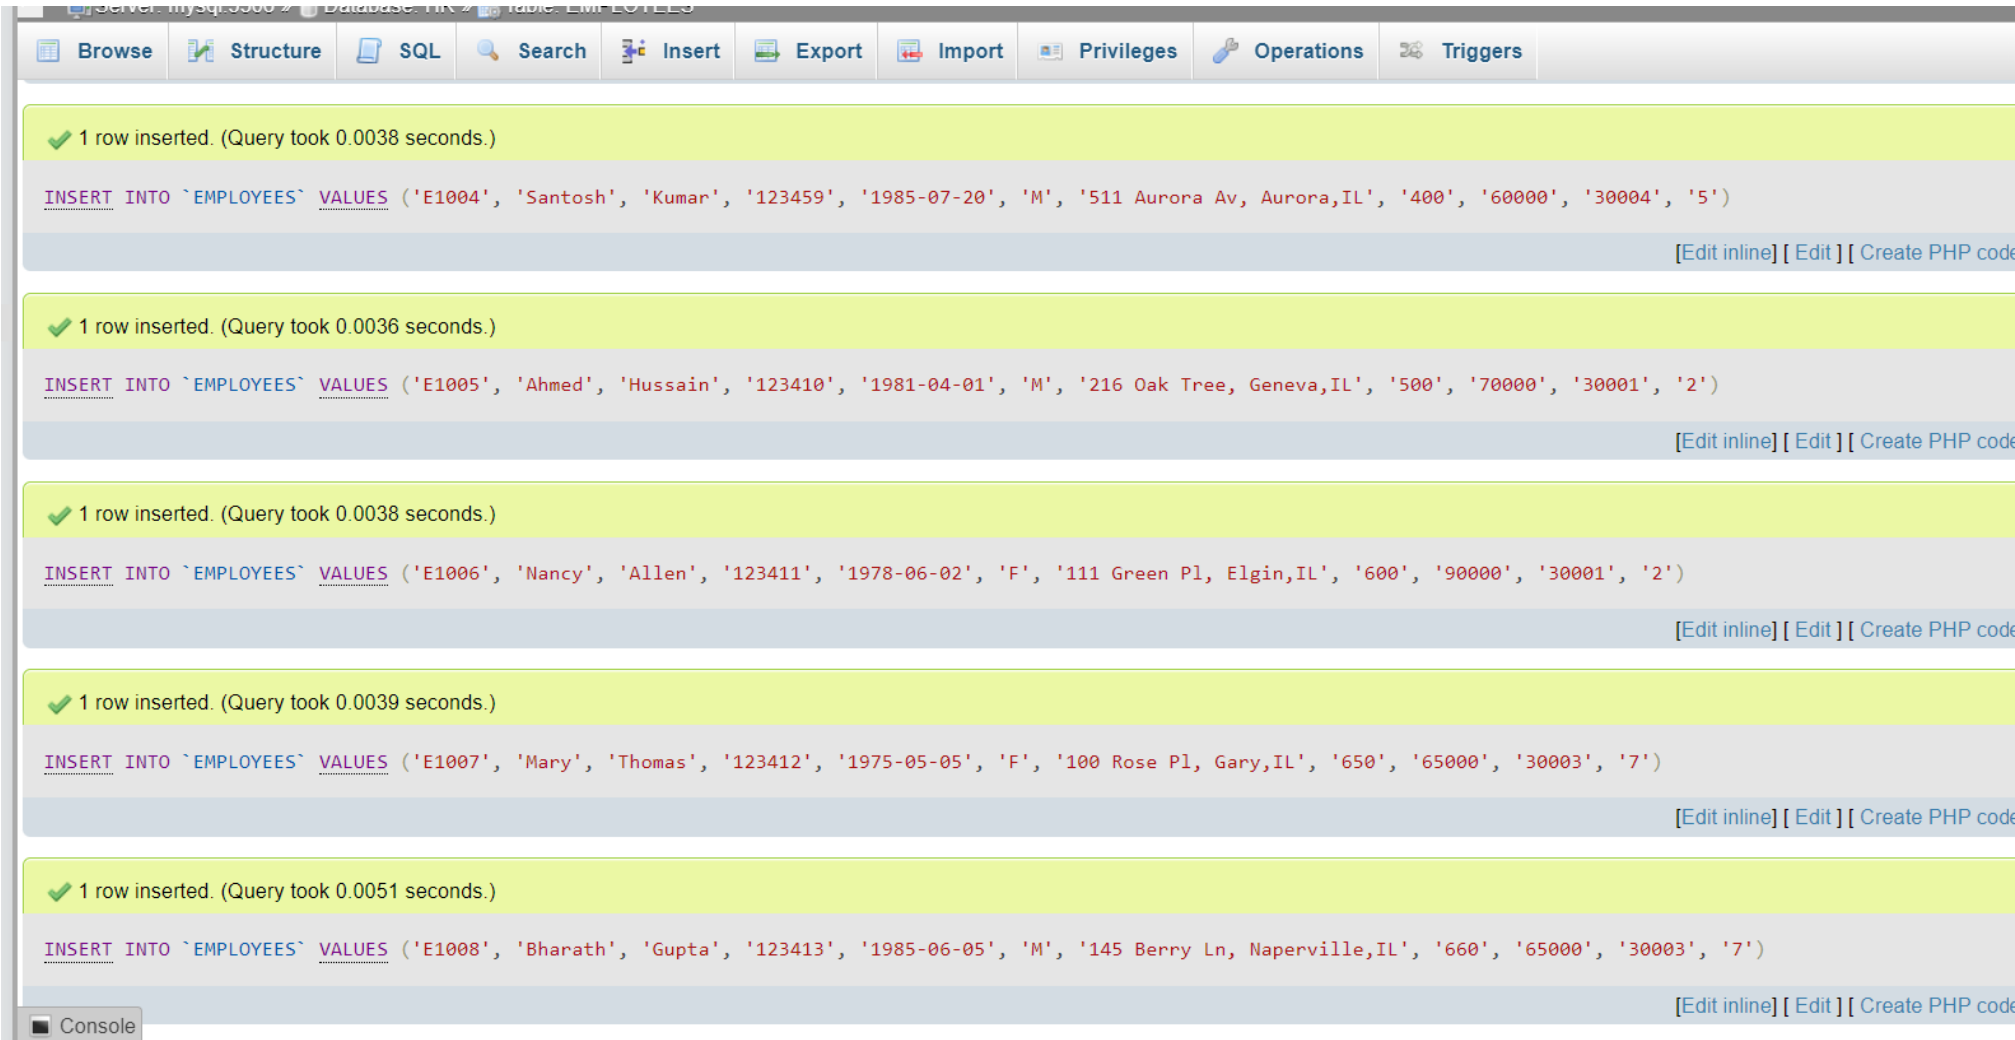 Server: mysql:3306 » Database: HR » Table: EMPLOYEES
Browse Structure SQL Search Insert Export Import Privileges Operations Triggers
1 row inserted. (Query took 0.0038 seconds.)
INSERT INTO `EMPLOYEES` VALUES ('E1004', 'Santosh', 'Kumar', '123459', '1985-07-20', 'M', '511 Aurora Av, Aurora,IL', '400', '60000', '30004', '5')
[Edit inline] [ Edit ] [ Create PHP code
1 row inserted. (Query took 0.0036 seconds.)
INSERT INTO `EMPLOYEES` VALUES ('E1005', 'Ahmed', 'Hussain', '123410', '1981-04-01', 'M', '216 Oak Tree, Geneva,IL', '500', '70000', '30001', '2')
[Edit inline] [ Edit ] [ Create PHP code
1 row inserted. (Query took 0.0038 seconds.)
INSERT INTO `EMPLOYEES` VALUES ('E1006', 'Nancy', 'Allen', '123411', '1978-06-02', 'F', '111 Green Pl, Elgin,IL', '600', '90000', '30001', '2')
[Edit inline] [ Edit ] [ Create PHP code
1 row inserted. (Query took 0.0039 seconds.)
INSERT INTO `EMPLOYEES` VALUES ('E1007', 'Mary', 'Thomas', '123412', '1975-05-05', 'F', '100 Rose Pl, Gary,IL', '650', '65000', '30003', '7')
[Edit inline] [ Edit ] [ Create PHP code
1 row inserted. (Query took 0.0051 seconds.)
INSERT INTO `EMPLOYEES` VALUES ('E1008', 'Bharath', 'Gupta', '123413', '1985-06-05', 'M', '145 Berry Ln, Naperville,IL', '660', '65000', '30003', '7')
[Edit inline] [ Edit ] [ Create PHP code
Console